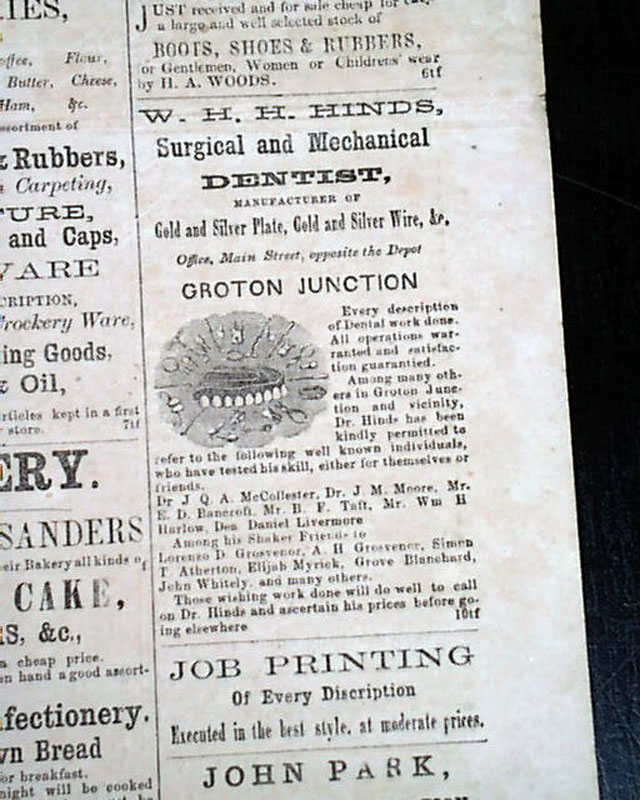 IES,
offee, Flour,
Butter, Cheese,
Ham, &c.
assortment of
& Rubbers,
Carpeting,
TURE,
and Caps,
WARE
CRIPTION,
Crockery Ware,
ing Goods,
& Oil,
articles kept in a first
store. 7tf
ERY.
SANDERS
eir Bakery all kinds of
CAKE,
S, &c.,
a cheap price.
on hand a good assort-
nfectionery.
wn Bread
or breakfast.
night will be cooked
JUST received and for sale cheap for
a large and well selected stock of
BOOTS, SHOES & RUBBERS,
for Gentlemen, Women or Childrens' wear
by H. A. WOODS. 6tf
W. H. H. HINDS,
Surgical and Mechanical
DENTIST,
MANUFACTURER OF
Gold and Silver Plate, Gold and Silver Wire, &c.
Office, Main Street, opposite the Depot
GROTON JUNCTION
Every description
of Dental work done.
All operations war-
ranted and satisfac-
tion guarantied.
Among many oth-
ers in Groton Junc-
tion and vicinity,
Dr. Hinds has been
kindly permitted to
refer to the following well known individuals,
who have tested his skill, either for themselves or
friends.
Dr J Q. A. McCollester, Dr. J. M. Moore, Mr.
E. D. Bancroft, Mr. B. F. Taft, Mr. Wm H
Harlow, Dea Daniel Livermore
Among his Shaker Friends is
Lorenzo D Grosvenor, A. H Grosvenor, Simon
T. Atherton, Elijah Myrick, Grove Blanchard,
John Whitely. and many others.
Those wishing work done will do well to call
on Dr. Hinds and ascertain his prices before go-
ing elsewhere 10tf
JOB PRINTING
Of Every Discription
Executed in the best style, at moderate prices.
JOHN PARK,